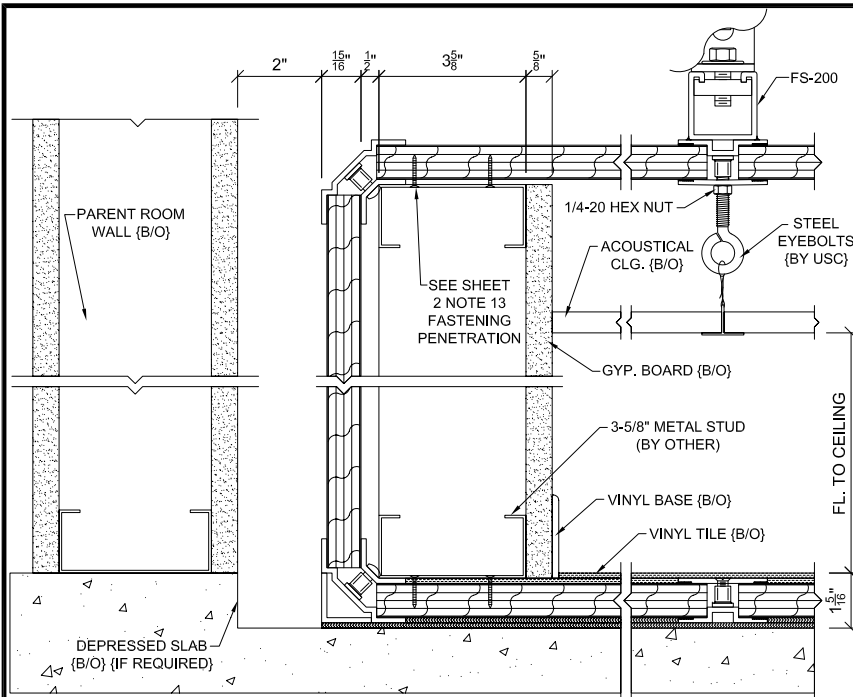 2"
15/16"
1/2"
3 5/8"
5/8"
FS-200
1/4-20 HEX NUT
PARENT ROOM
WALL {B/O}
ACOUSTICAL
CLG. {B/O}
STEEL
EYEBOLTS
{BY USC}
SEE SHEET
2 NOTE 13
FASTENING
PENETRATION
GYP. BOARD {B/O}
3-5/8" METAL STUD
(BY OTHER)
FL. TO CEILING
VINYL BASE {B/O}
VINYL TILE {B/O}
1 5/16"
DEPRESSED SLAB
{B/O} {IF REQUIRED}